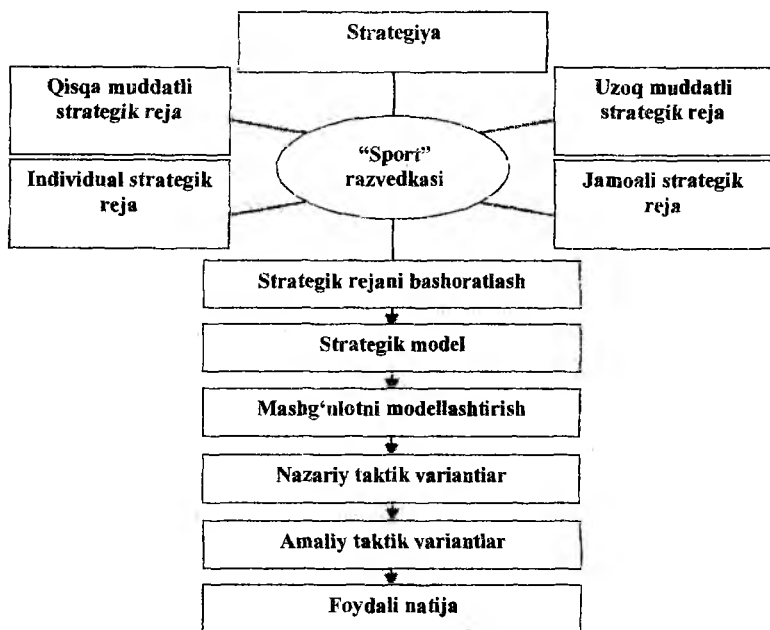 Strategiya
Qisqa muddatli
strategik reja
Uzoq muddatli
strategik reja
“Sport”
razvedkasi
Individual strategik
reja
Jamoali strategik
reja
Strategik rejani bashoratlash
Strategik model
Mashg‘ulotni modellashtirish
Nazariy taktik variantlar
Amaliy taktik variantlar
Foydali natija